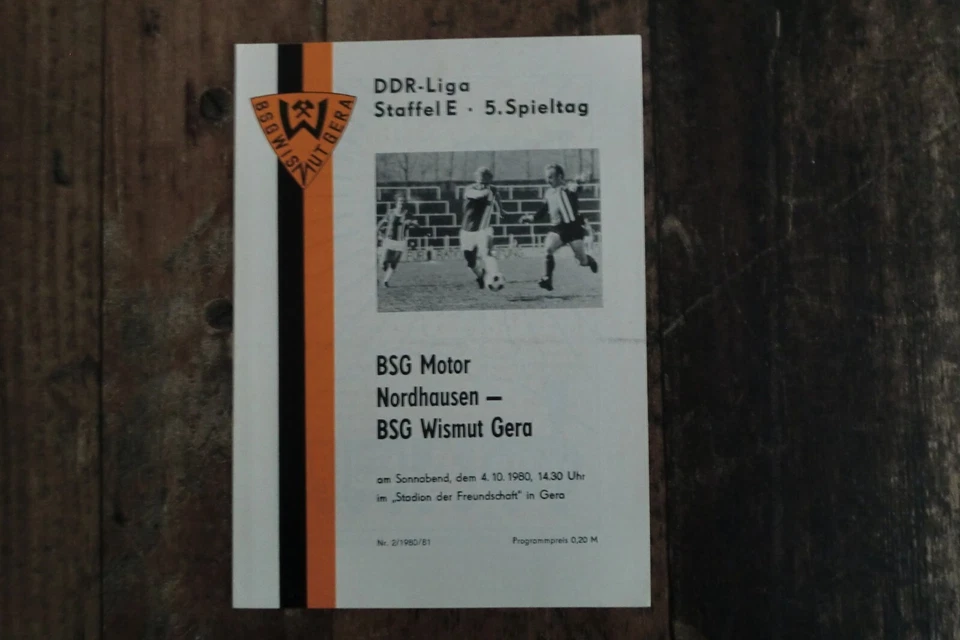 BSG WISMUT GERA
W
DDR-Liga
Staffel E · 5. Spieltag
BSG Motor
Nordhausen –
BSG Wismut Gera
am Sonnabend, dem 4. 10. 1980, 14.30 Uhr
im „Stadion der Freundschaft" in Gera
Nr. 2/1980/81
Programmpreis 0,20 M